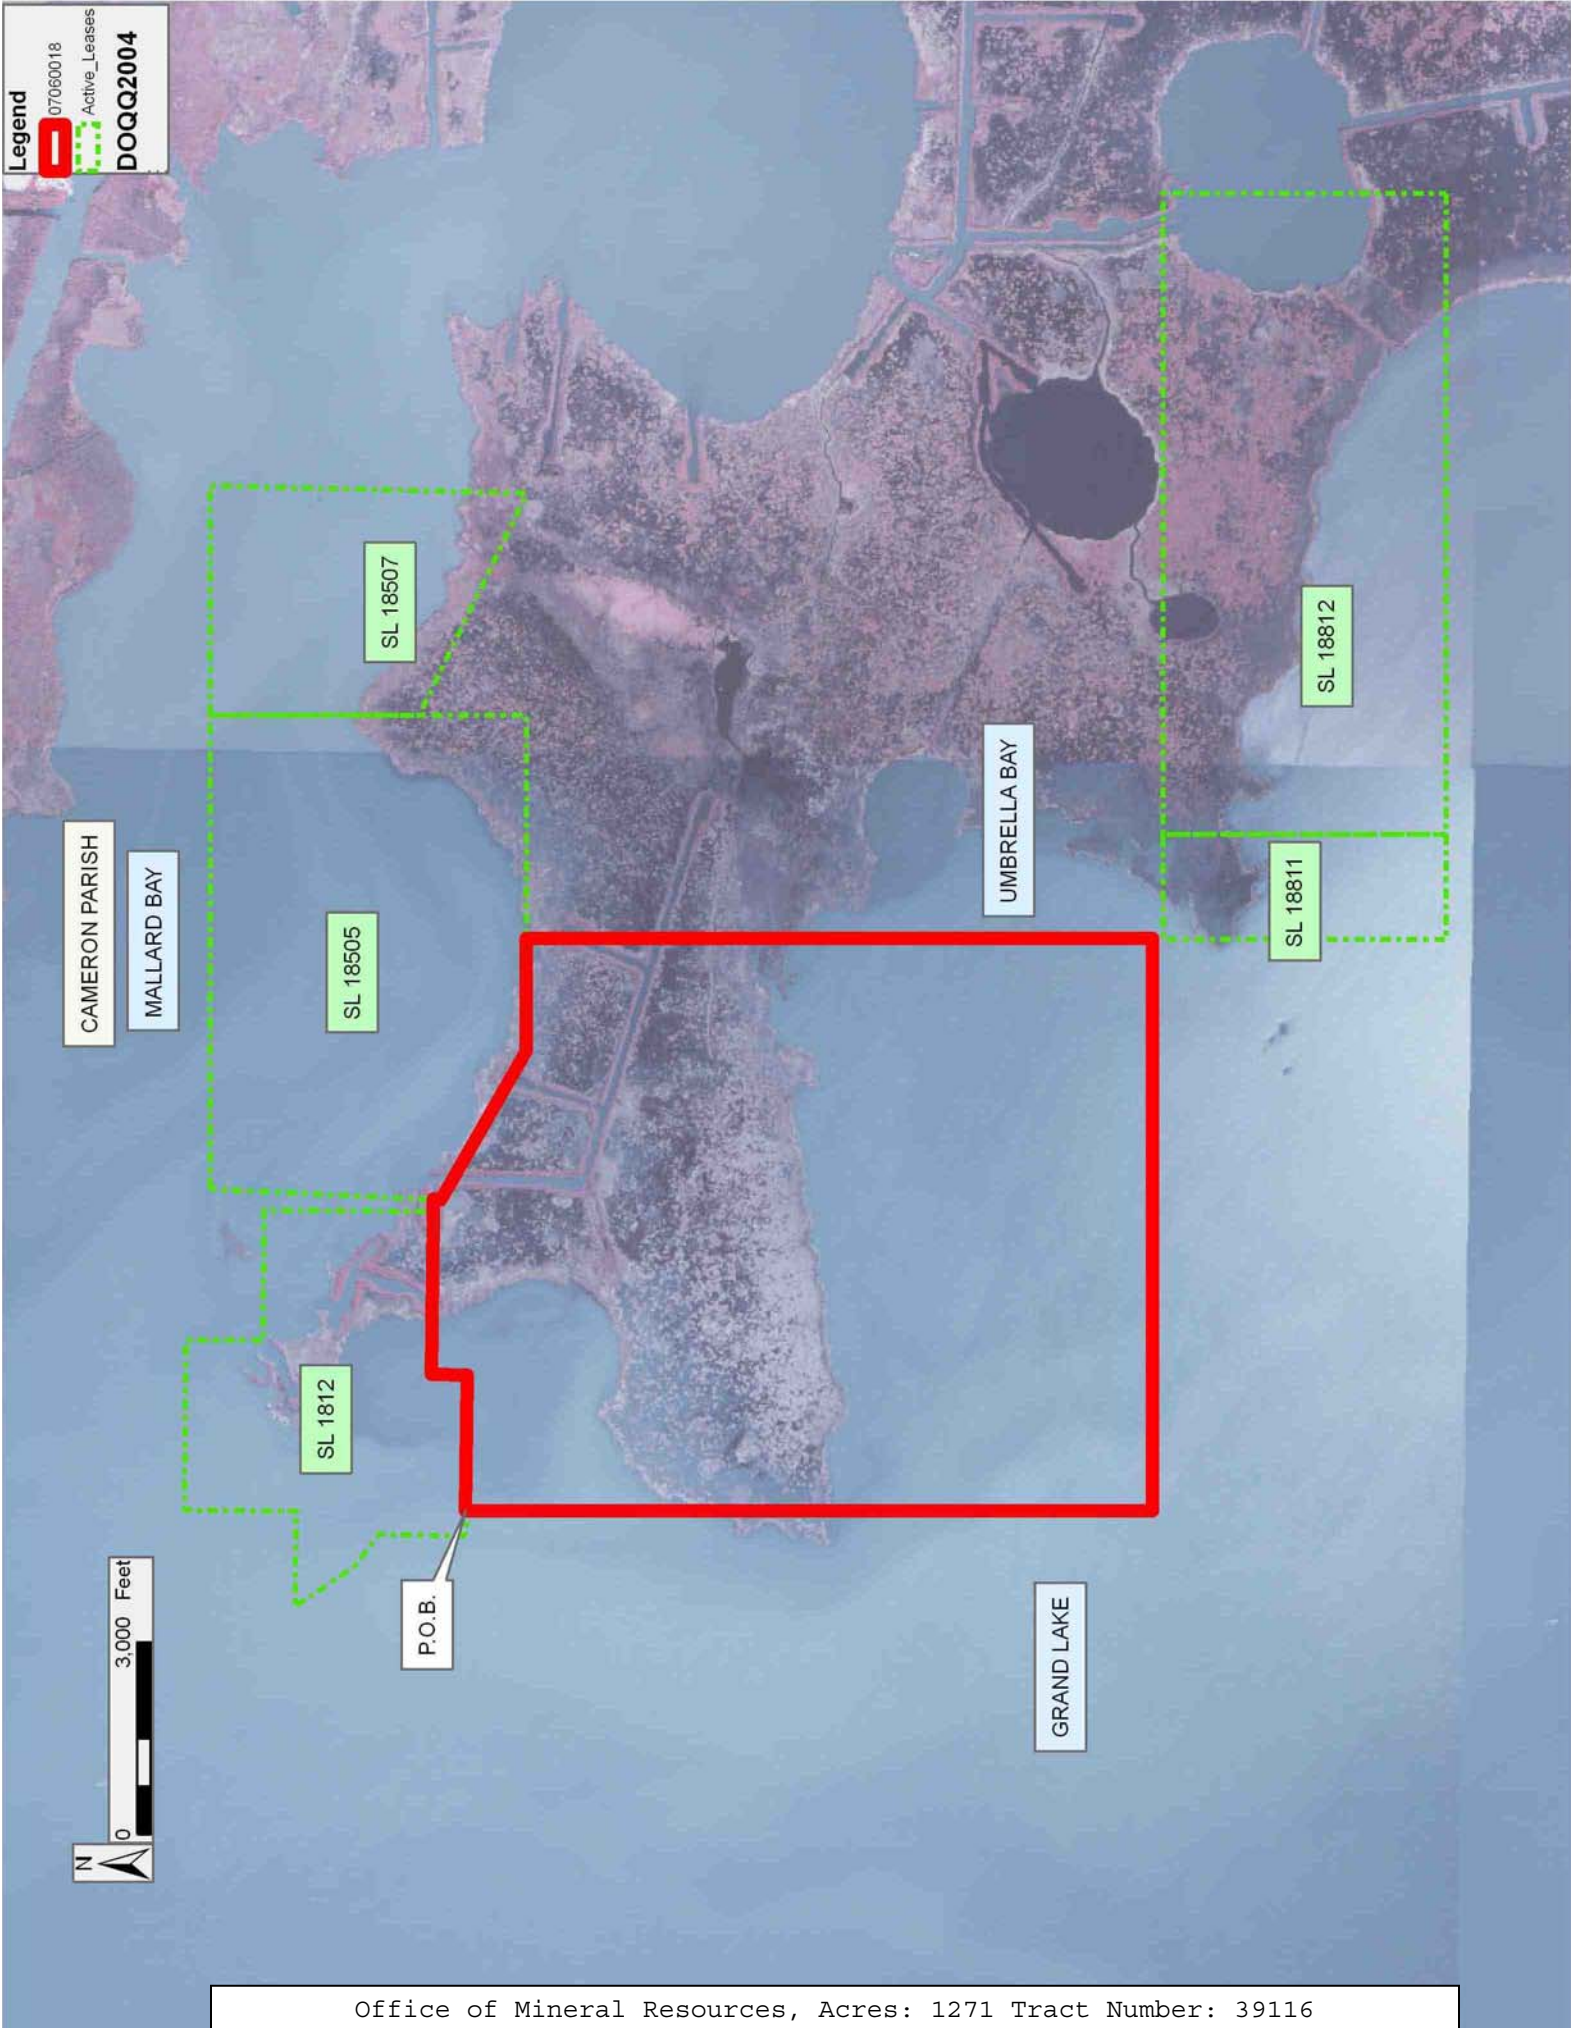 Legend
07060018
Active_Leases
DOQQ2004
N
0 3,000 Feet
CAMERON PARISH
MALLARD BAY
SL 18507
SL 18505
SL 1812
P.O.B.
UMBRELLA BAY
SL 18812
SL 18811
GRAND LAKE
Office of Mineral Resources, Acres: 1271 Tract Number: 39116